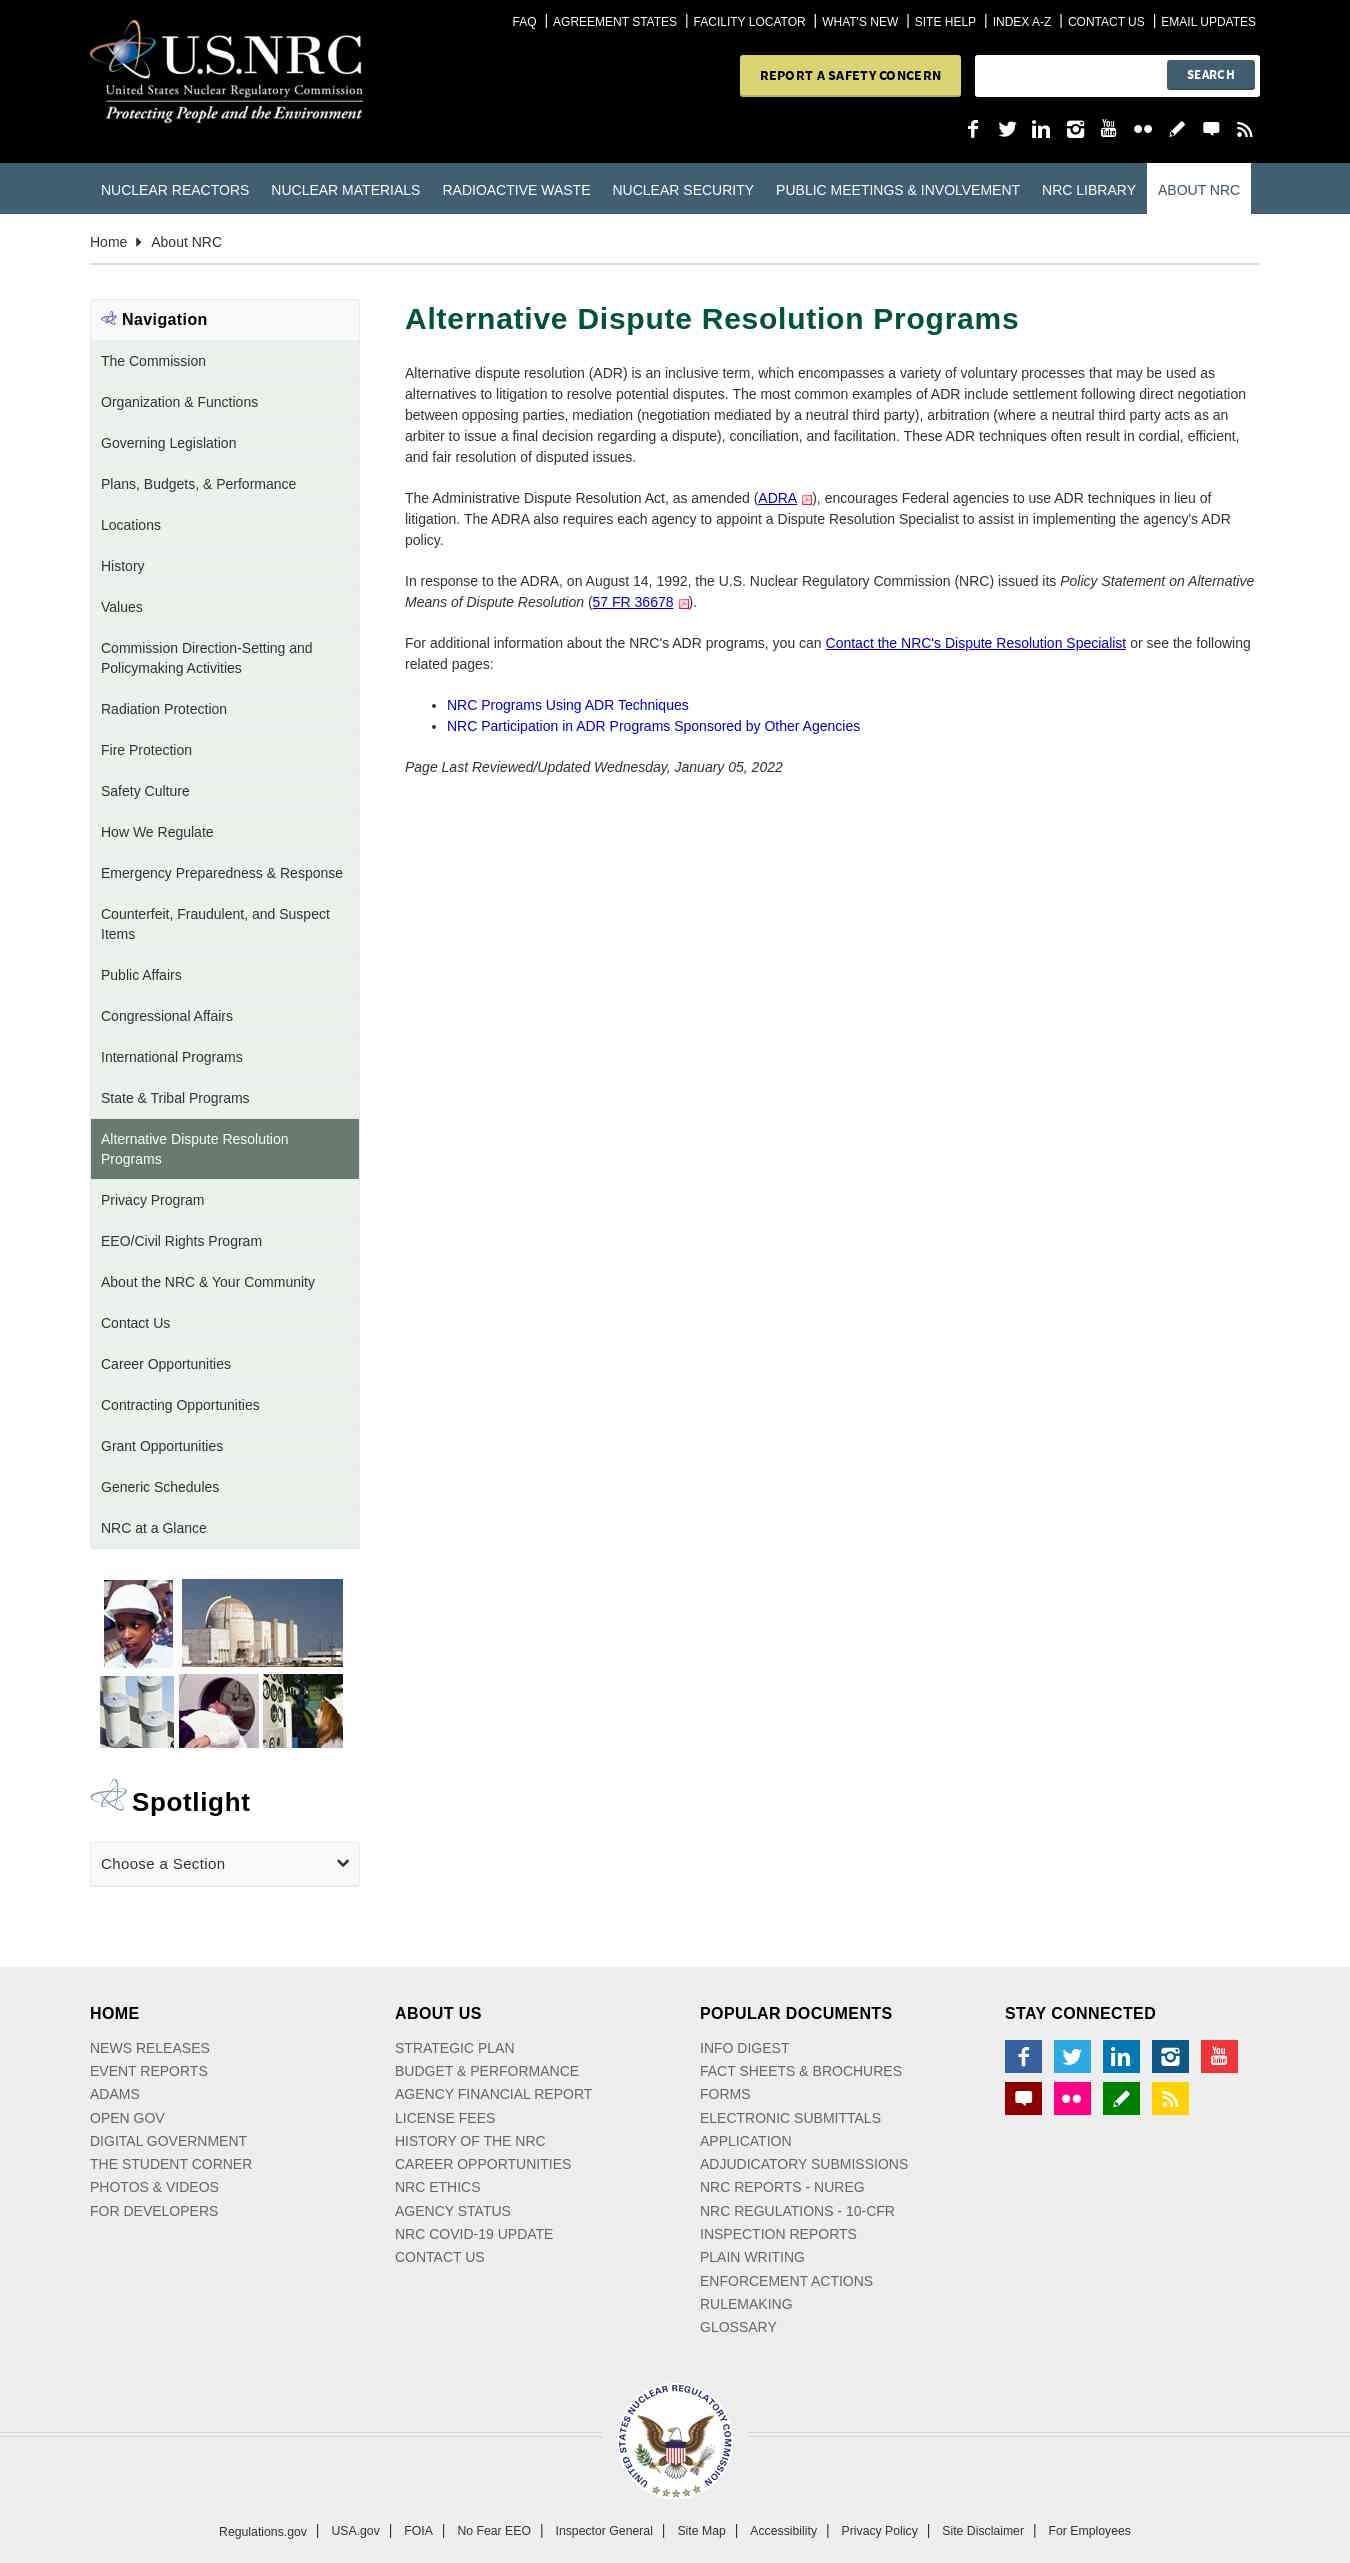 FAQ | AGREEMENT STATES | FACILITY LOCATOR | WHAT'S NEW | SITE HELP | INDEX A-Z | CONTACT US | EMAIL UPDATES
U.S.NRC
United States Nuclear Regulatory Commission
Protecting People and the Environment
REPORT A SAFETY CONCERN
SEARCH
NUCLEAR REACTORS NUCLEAR MATERIALS RADIOACTIVE WASTE NUCLEAR SECURITY PUBLIC MEETINGS & INVOLVEMENT NRC LIBRARY ABOUT NRC
Home About NRC
Navigation
The Commission
Organization & Functions
Governing Legislation
Plans, Budgets, & Performance
Locations
History
Values
Commission Direction-Setting and
Policymaking Activities
Radiation Protection
Fire Protection
Safety Culture
How We Regulate
Emergency Preparedness & Response
Counterfeit, Fraudulent, and Suspect
Items
Public Affairs
Congressional Affairs
International Programs
State & Tribal Programs
Alternative Dispute Resolution
Programs
Privacy Program
EEO/Civil Rights Program
About the NRC & Your Community
Contact Us
Career Opportunities
Contracting Opportunities
Grant Opportunities
Generic Schedules
NRC at a Glance
Spotlight
Choose a Section
Alternative Dispute Resolution Programs
Alternative dispute resolution (ADR) is an inclusive term, which encompasses a variety of voluntary processes that may be used as
alternatives to litigation to resolve potential disputes. The most common examples of ADR include settlement following direct negotiation
between opposing parties, mediation (negotiation mediated by a neutral third party), arbitration (where a neutral third party acts as an
arbiter to issue a final decision regarding a dispute), conciliation, and facilitation. These ADR techniques often result in cordial, efficient,
and fair resolution of disputed issues.
The Administrative Dispute Resolution Act, as amended (ADRA), encourages Federal agencies to use ADR techniques in lieu of
litigation. The ADRA also requires each agency to appoint a Dispute Resolution Specialist to assist in implementing the agency's ADR
policy.
In response to the ADRA, on August 14, 1992, the U.S. Nuclear Regulatory Commission (NRC) issued its Policy Statement on Alternative
Means of Dispute Resolution (57 FR 36678).
For additional information about the NRC's ADR programs, you can Contact the NRC's Dispute Resolution Specialist or see the following
related pages:
• NRC Programs Using ADR Techniques
• NRC Participation in ADR Programs Sponsored by Other Agencies
Page Last Reviewed/Updated Wednesday, January 05, 2022
HOME
NEWS RELEASES
EVENT REPORTS
ADAMS
OPEN GOV
DIGITAL GOVERNMENT
THE STUDENT CORNER
PHOTOS & VIDEOS
FOR DEVELOPERS
ABOUT US
STRATEGIC PLAN
BUDGET & PERFORMANCE
AGENCY FINANCIAL REPORT
LICENSE FEES
HISTORY OF THE NRC
CAREER OPPORTUNITIES
NRC ETHICS
AGENCY STATUS
NRC COVID-19 UPDATE
CONTACT US
POPULAR DOCUMENTS
INFO DIGEST
FACT SHEETS & BROCHURES
FORMS
ELECTRONIC SUBMITTALS
APPLICATION
ADJUDICATORY SUBMISSIONS
NRC REPORTS - NUREG
NRC REGULATIONS - 10-CFR
INSPECTION REPORTS
PLAIN WRITING
ENFORCEMENT ACTIONS
RULEMAKING
GLOSSARY
STAY CONNECTED
UNITED STATES NUCLEAR REGULATORY COMMISSION
Regulations.gov | USA.gov | FOIA | No Fear EEO | Inspector General | Site Map | Accessibility | Privacy Policy | Site Disclaimer | For Employees